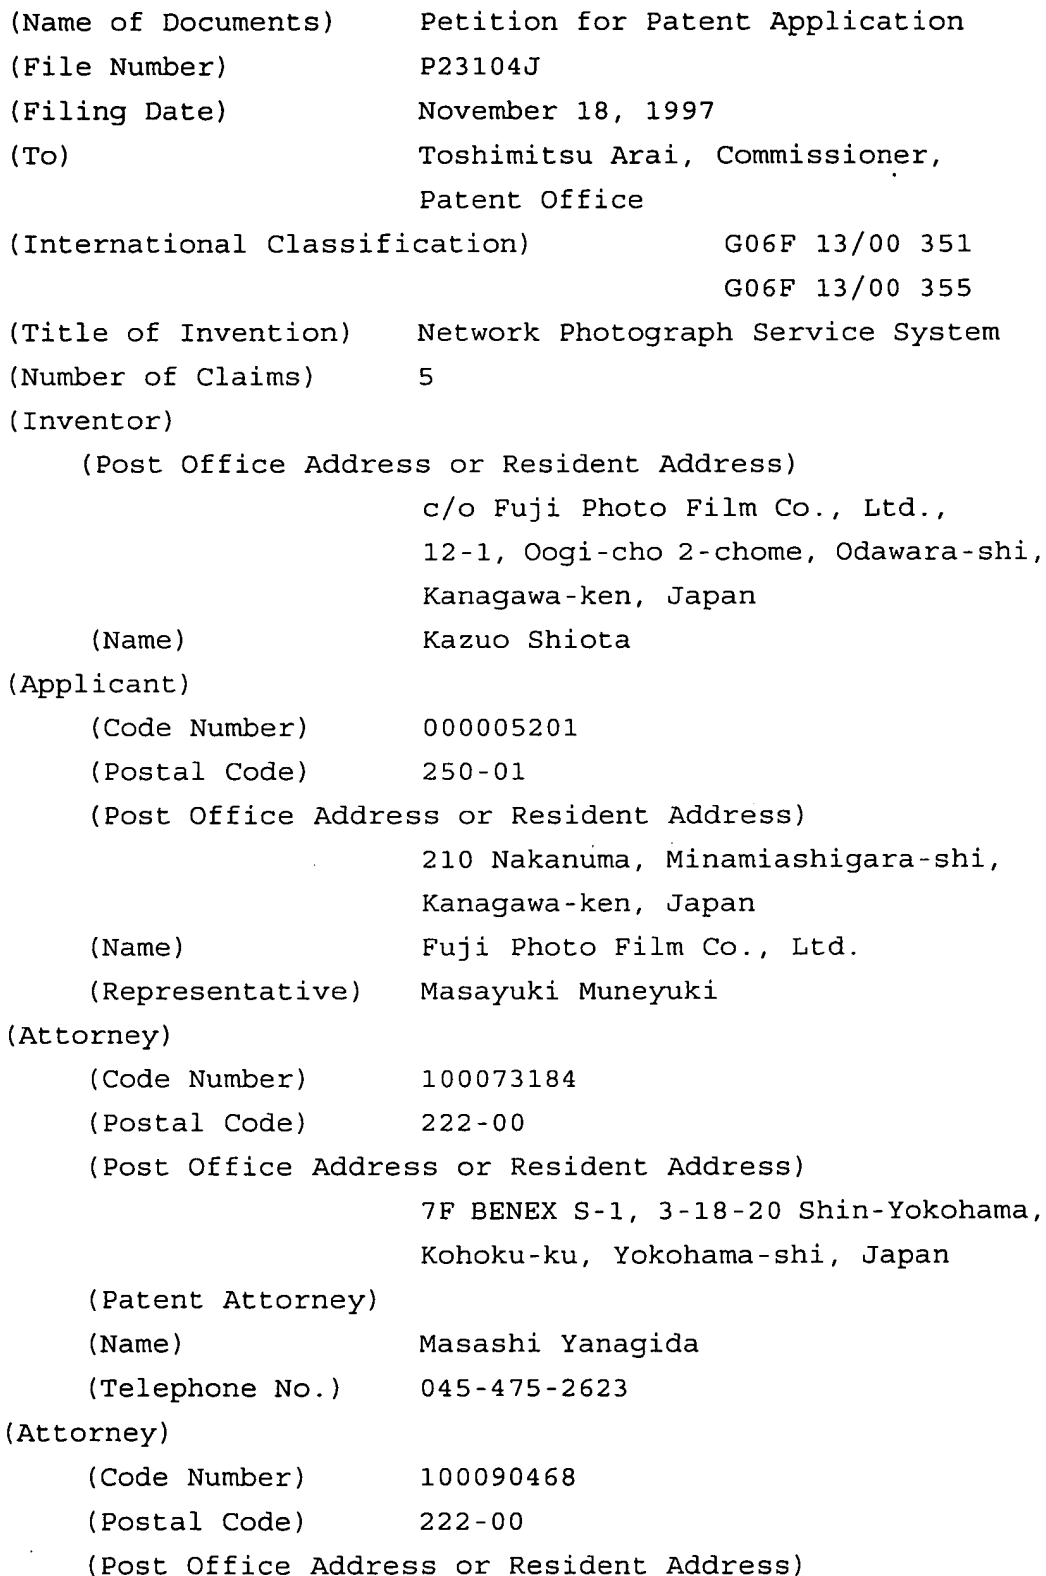 (Name of Documents) Petition for Patent Application
(File Number) P23104J
(Filing Date) November 18, 1997
(To) Toshimitsu Arai, Commissioner,
Patent Office
(International Classification) G06F 13/00 351
G06F 13/00 355
(Title of Invention) Network Photograph Service System
(Number of Claims) 5
(Inventor)
(Post Office Address or Resident Address)
c/o Fuji Photo Film Co., Ltd.,
12-1, Oogi-cho 2-chome, Odawara-shi,
Kanagawa-ken, Japan
(Name) Kazuo Shiota
(Applicant)
(Code Number) 000005201
(Postal Code) 250-01
(Post Office Address or Resident Address)
210 Nakanuma, Minamiashigara-shi,
Kanagawa-ken, Japan
(Name) Fuji Photo Film Co., Ltd.
(Representative) Masayuki Muneyuki
(Attorney)
(Code Number) 100073184
(Postal Code) 222-00
(Post Office Address or Resident Address)
7F BENEX S-1, 3-18-20 Shin-Yokohama,
Kohoku-ku, Yokohama-shi, Japan
(Patent Attorney)
(Name) Masashi Yanagida
(Telephone No.) 045-475-2623
(Attorney)
(Code Number) 100090468
(Postal Code) 222-00
(Post Office Address or Resident Address)